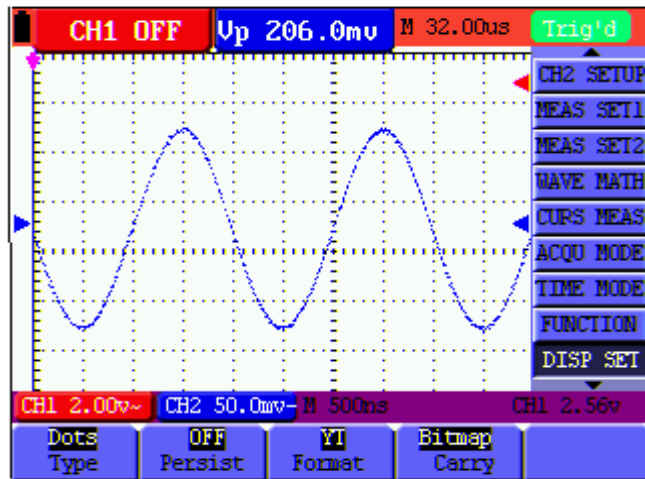 CH1 OFF Vp 206.0mv M 32.00us Trig'd
CH2 SETUP
MEAS SET1
MEAS SET2
WAVE MATH
CURS MEAS
ACQU MODE
TIME MODE
FUNCTION
DISP SET
CH1 2.00v~ CH2 50.0mv- M 500ns CH1 2.56v
Dots OFF YT Bitmap
Type Persist Format Carry